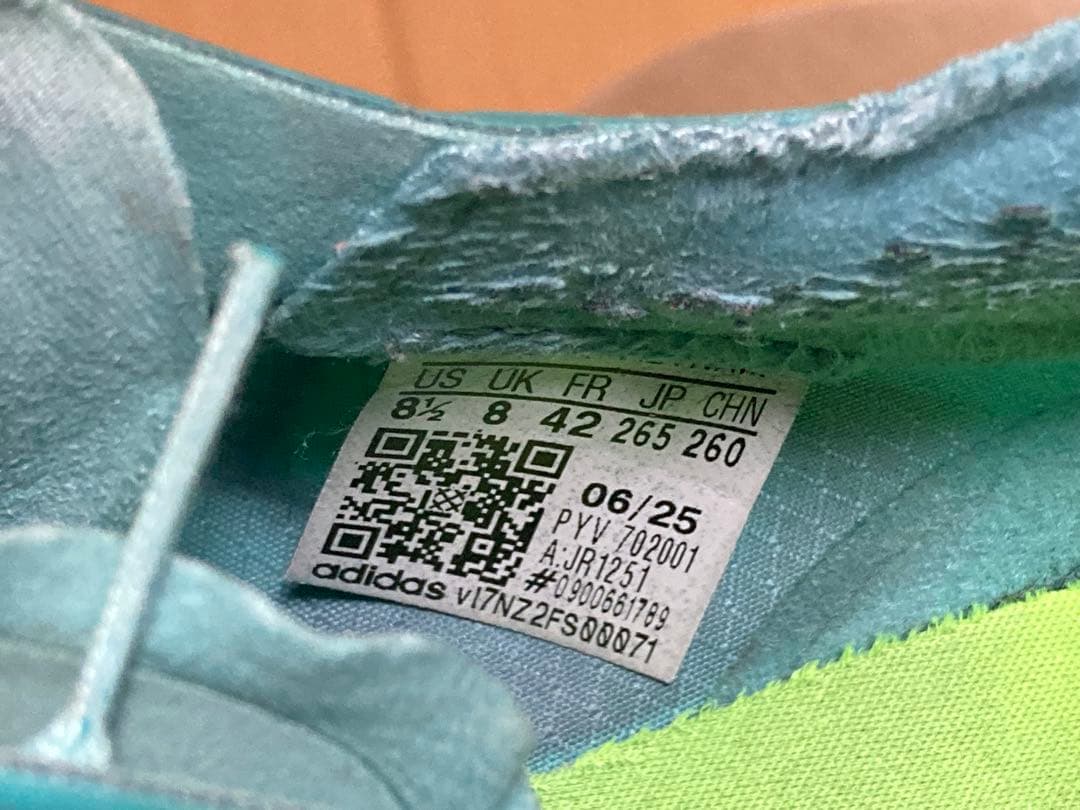 US UK FR JP CHN
8½ 8 42 265 260
06/25
PYV 702001
A:JR1251
#0900661789
adidas vI7NZ2FS00071